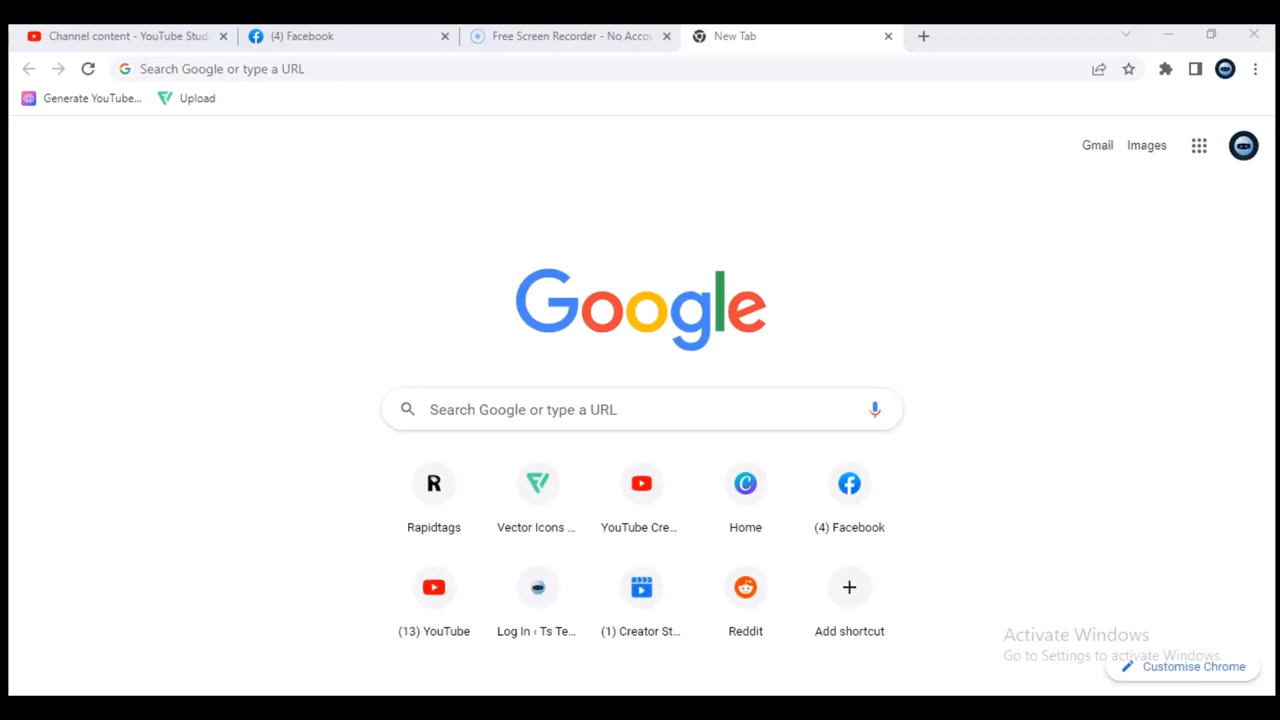 Channel content - YouTube Stud
(4) Facebook
Free Screen Recorder - No Accou
New Tab
Search Google or type a URL
Generate YouTube...
Upload
Gmail
Images
Google
Search Google or type a URL
Rapidtags
Vector Icons ...
YouTube Cre...
Home
(4) Facebook
(13) YouTube
Log In ‹ Ts Te...
(1) Creator St...
Reddit
Add shortcut
Activate Windows
Go to Settings to activate Windows.
Customise Chrome